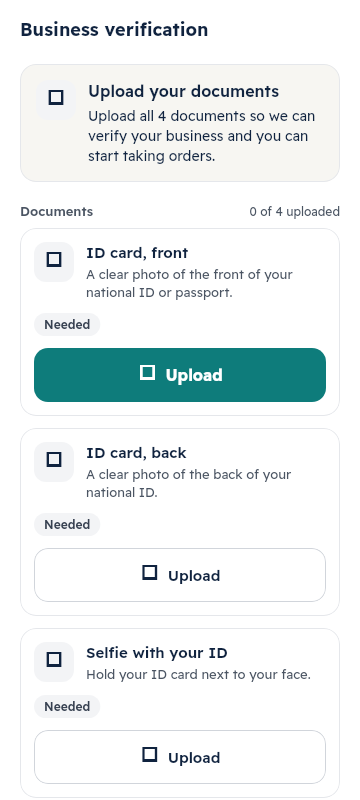 Business verification
Upload your documents
Upload all 4 documents so we can
verify your business and you can
start taking orders.
Documents
0 of 4 uploaded
ID card, front
A clear photo of the front of your
national ID or passport.
Needed
Upload
ID card, back
A clear photo of the back of your
national ID.
Needed
Upload
Selfie with your ID
Hold your ID card next to your face.
Needed
Upload